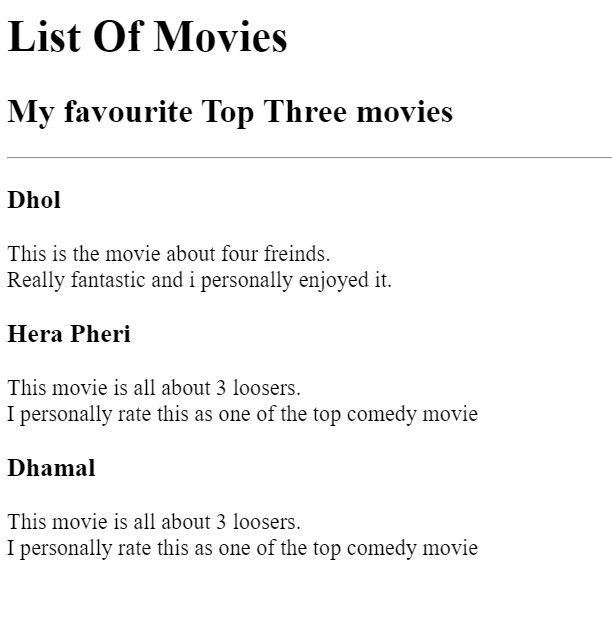 List Of Movies
My favourite Top Three movies
Dhol
This is the movie about four freinds.
Really fantastic and i personally enjoyed it.
Hera Pheri
This movie is all about 3 loosers.
I personally rate this as one of the top comedy movie
Dhamal
This movie is all about 3 loosers.
I personally rate this as one of the top comedy movie